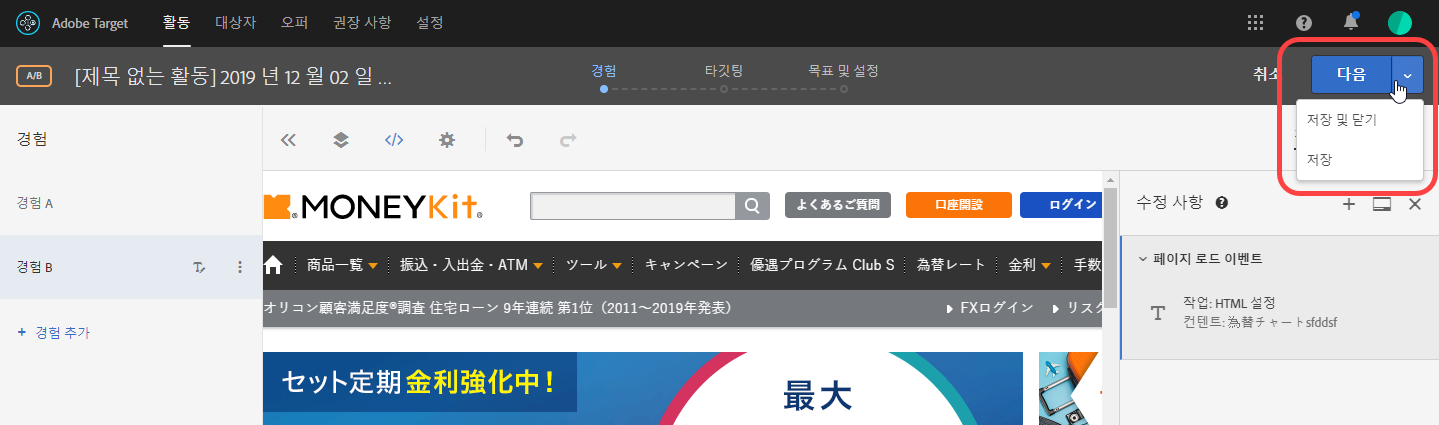 Adobe Target 활동 대상자 오퍼 권장 사항 설정
A/B [제목 없는 활동] 2019 년 12 월 02 일 ... 경험 타깃팅 목표 및 설정 취소 다음
저장 및 닫기
저장
경험
경험 A
경험 B
+ 경험 추가
MONEYKit
よくあるご質問 口座開設 ログイン
商品一覧 振込・入出金・ATM ツール キャンペーン 優遇プログラム Club S 為替レート 金利 手数
オリコン顧客満足度®調査 住宅ローン 9年連続 第1位（2011〜2019年発表） FXログイン リスク
セット定期 金利強化中！
最大
수정 사항
페이지 로드 이벤트
작업: HTML 설정
컨텐트: 為替チャートsfddsf